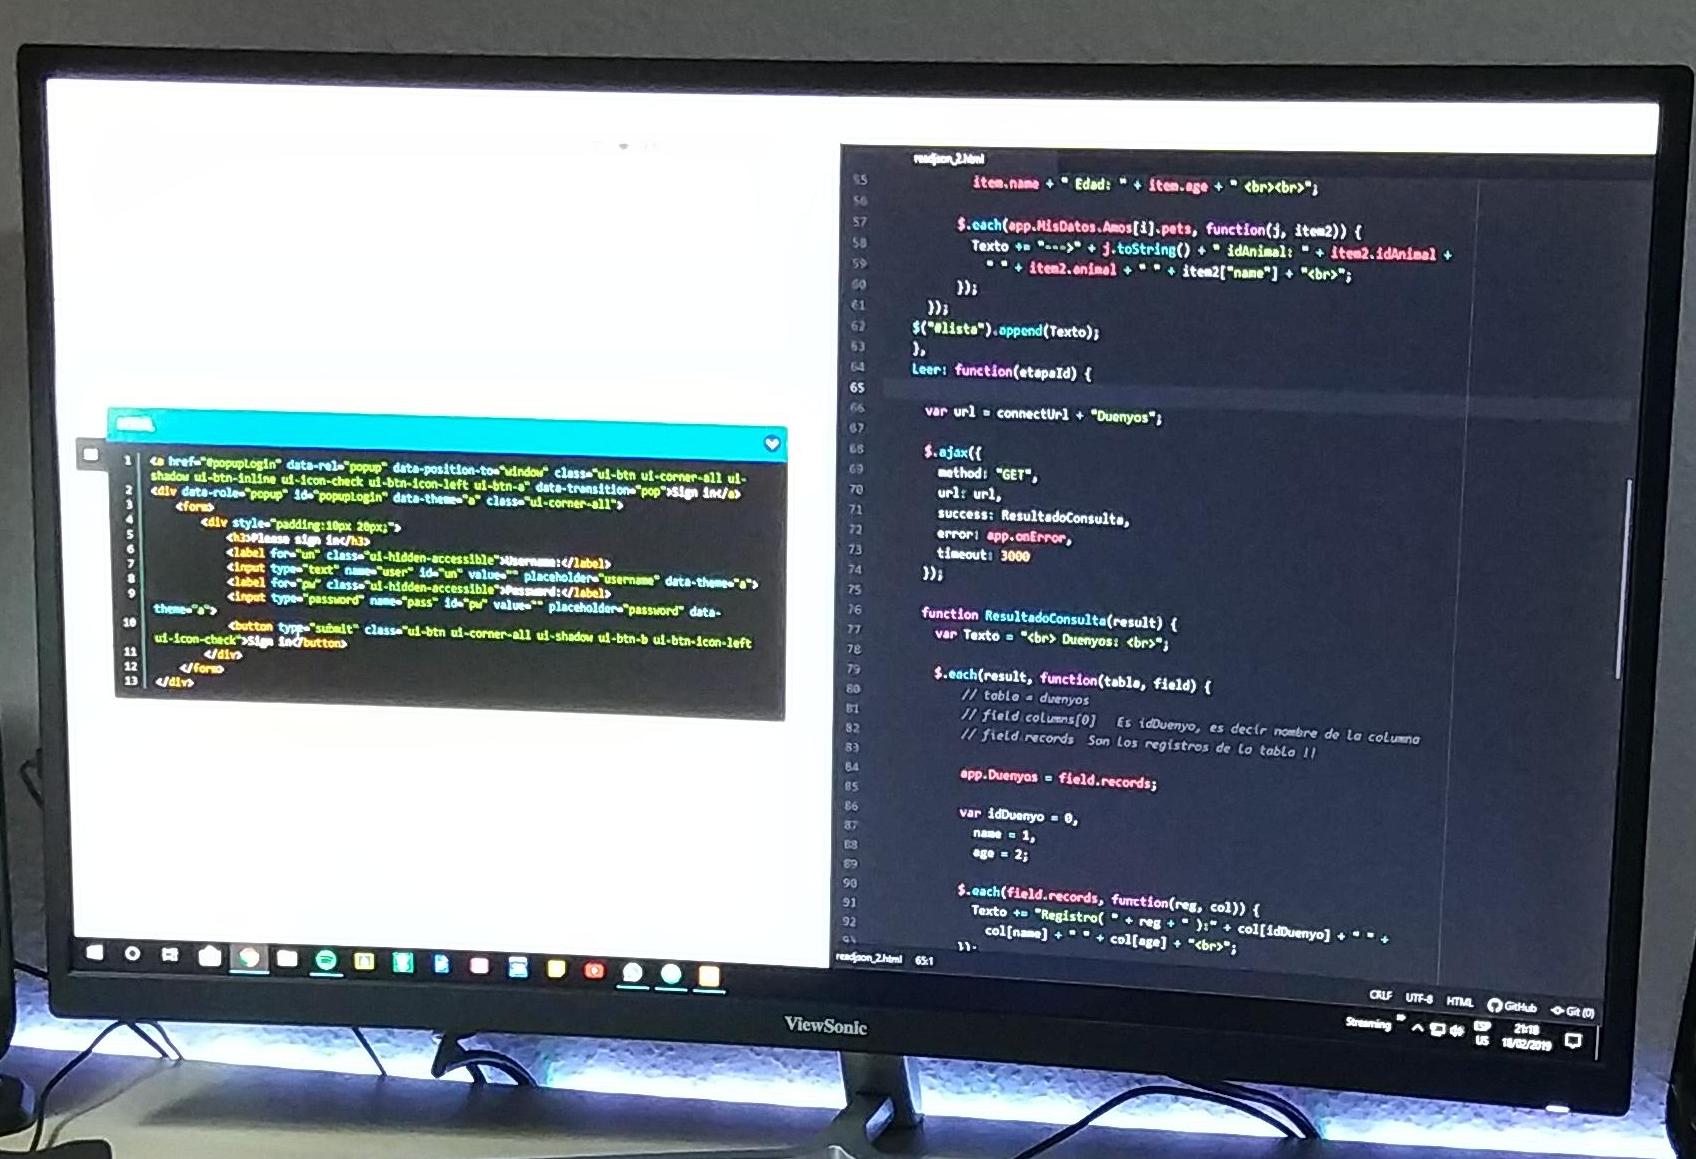 1 <a href="#popupLogin" data-rel="popup" data-position-to="window" class="ui-btn ui-corner-all ui-
shadow ui-btn-inline ui-icon-check ui-btn-icon-left ui-btn-a" data-transition="pop">Sign in</a>
2 <div data-role="popup" id="popupLogin" data-theme="a" class="ui-corner-all">
3 <form>
4 <div style="padding:10px 20px;">
5 <h3>Please sign in</h3>
6 <label for="un" class="ui-hidden-accessible">Username:</label>
7 <input type="text" name="user" id="un" value="" placeholder="username" data-theme="a">
8 <label for="pw" class="ui-hidden-accessible">Password:</label>
9 <input type="password" name="pass" id="pw" value="" placeholder="password" data-
theme="a">
10 <button type="submit" class="ui-btn ui-corner-all ui-shadow ui-btn-b ui-btn-icon-left
ui-icon-check">Sign in</button>
11 </div>
12 </form>
13 </div>
readjson_2.html
55 item.name + " Edad: " + item.age + " <br><br>";
56
57 $.each(app.MisDatos.Amos[i].pets, function(j, item2)) {
58 Texto += "--->" + j.toString() + " idAnimal: " + item2.idAnimal +
59 " " + item2.animal + " " + item2["name"] + "<br>";
60 });
61 });
62 $("#lista").append(Texto);
63 },
64 Leer: function(etapaId) {
65
66 var url = connectUrl + "Duenyos";
67
68 $.ajax({
69 method: "GET",
70 url: url,
71 success: ResultadoConsulta,
72 error: app.onError,
73 timeout: 3000
74 });
75
76 function ResultadoConsulta(result) {
77 var Texto = "<br> Duenyos: <br>";
78
79 $.each(result, function(tabla, field) {
80 // tabla = duenyos
81 // field columns[0] Es idDuenyo, es decir nombre de la columna
82 // field records Son los registros de la tabla !!
83
84 app.Duenyos = field.records;
85
86 var idDuenyo = 0,
87 name = 1,
88 age = 2;
89
90 $.each(field.records, function(reg, col)) {
91 Texto += "Registro( " + reg + " ):" + col[idDuenyo] + " " +
92 col[name] + " " + col[age] + "<br>";
93 });
readjson_2.html 65:1
CRLF UTF-8 HTML GitHub Git (0)
Streaming ESP US 21:18 18/02/2019
ViewSonic